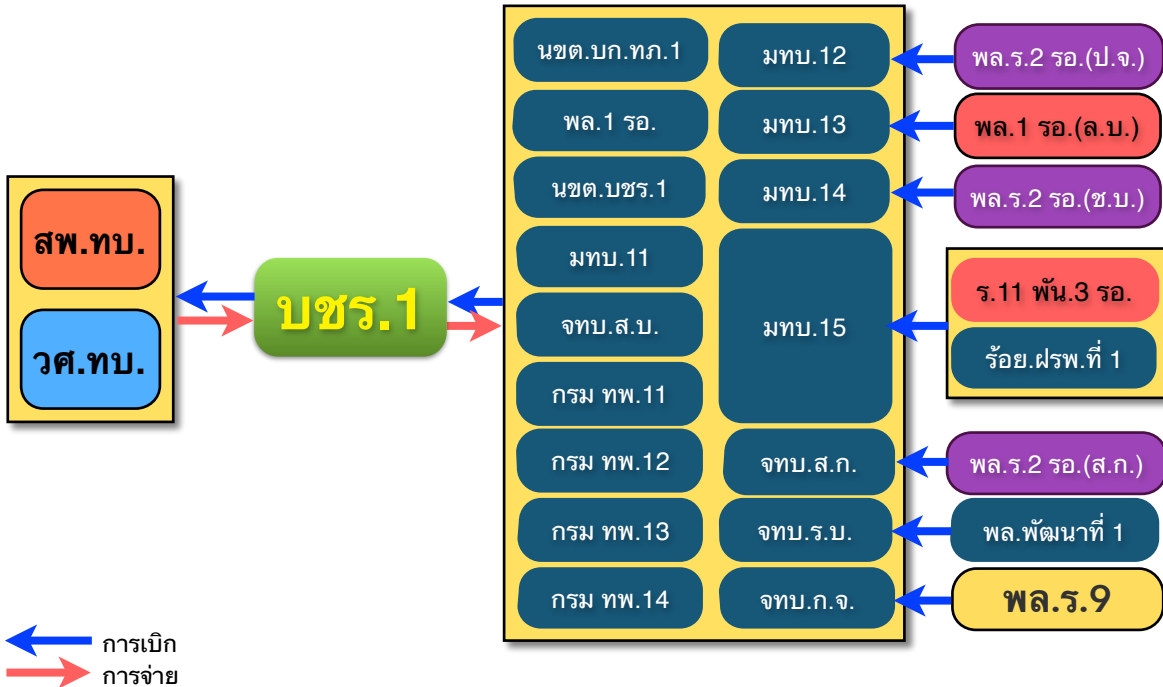 สพ.ทบ.
วศ.ทบ.
บชร.1
นขต.บก.ทภ.1
พล.1 รอ.
นขต.บชร.1
มทบ.11
จทบ.ส.บ.
กรม ทพ.11
กรม ทพ.12
กรม ทพ.13
กรม ทพ.14
มทบ.12
มทบ.13
มทบ.14
มทบ.15
จทบ.ส.ก.
จทบ.ร.บ.
จทบ.ก.จ.
พล.ร.2 รอ.(ป.จ.)
พล.1 รอ.(ล.บ.)
พล.ร.2 รอ.(ช.บ.)
ร.11 พัน.3 รอ.
ร้อย.ฝรพ.ที่ 1
พล.ร.2 รอ.(ส.ก.)
พล.พัฒนาที่ 1
พล.ร.9
การเบิก
การจ่าย